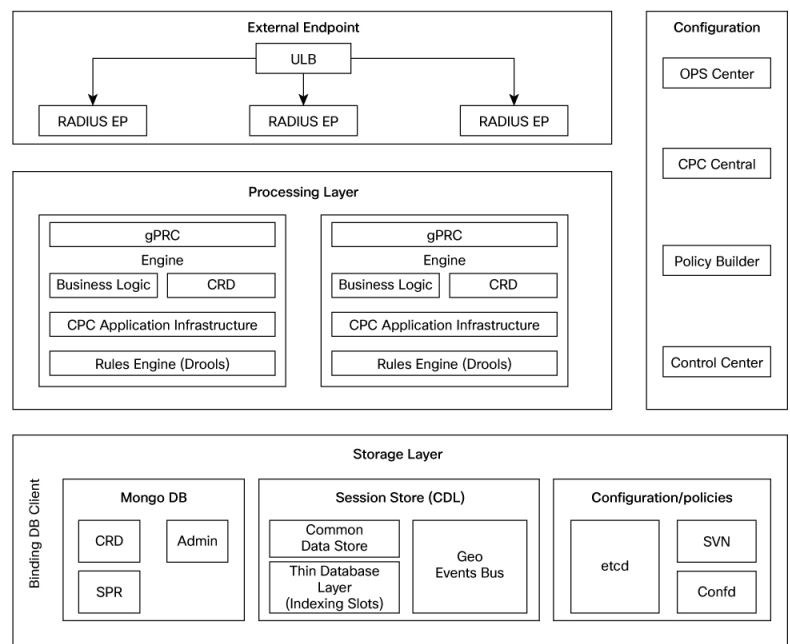 External Endpoint
ULB
RADIUS EP
RADIUS EP
RADIUS EP
Configuration
OPS Center
CPC Central
Policy Builder
Control Center
Processing Layer
gPRC
Engine
Business Logic
CRD
CPC Application Infrastructure
Rules Engine (Drools)
gPRC
Engine
Business Logic
CRD
CPC Application Infrastructure
Rules Engine (Drools)
Storage Layer
Binding DB Client
Mongo DB
CRD
Admin
SPR
Session Store (CDL)
Common
Data Store
Thin Database
Layer
(Indexing Slots)
Geo
Events Bus
Configuration/policies
etcd
SVN
Confd